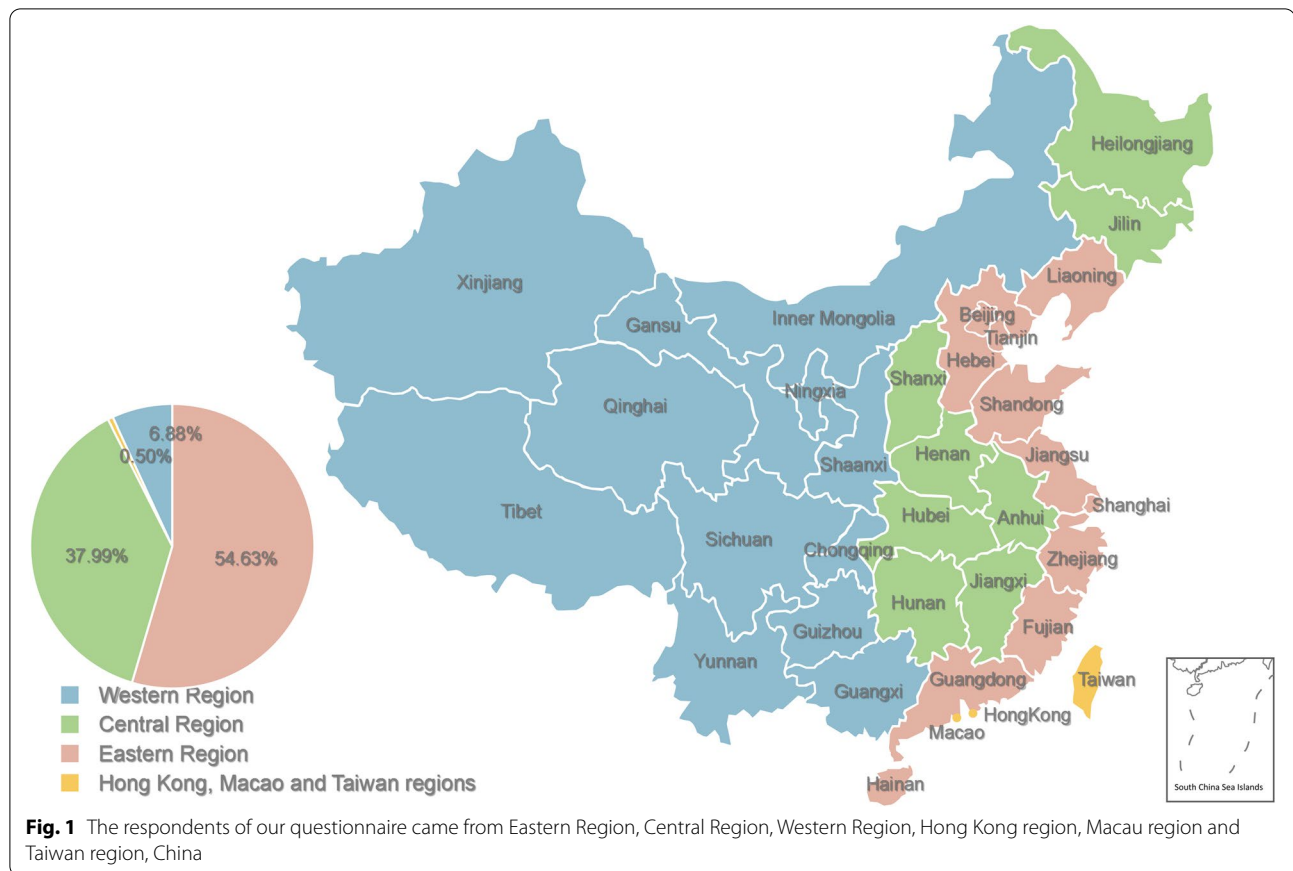 Heilongjiang
Jilin
Liaoning
Xinjiang
Gansu
Inner Mongolia
Beijing
Tianjin
Hebei
Shanxi
Ningxia
Qinghai
Shandong
Shaanxi
Henan
Jiangsu
Tibet
Shanghai
Sichuan
Chongqing
Hubei
Anhui
Zhejiang
Hunan
Jiangxi
Guizhou
Fujian
Yunnan
Guangxi
Guangdong
Taiwan
HongKong
Macao
Hainan
South China Sea Islands
6.88%
0.50%
37.99%
54.63%
Western Region
Central Region
Eastern Region
Hong Kong, Macao and Taiwan regions
Fig. 1 The respondents of our questionnaire came from Eastern Region, Central Region, Western Region, Hong Kong region, Macau region and
Taiwan region, China